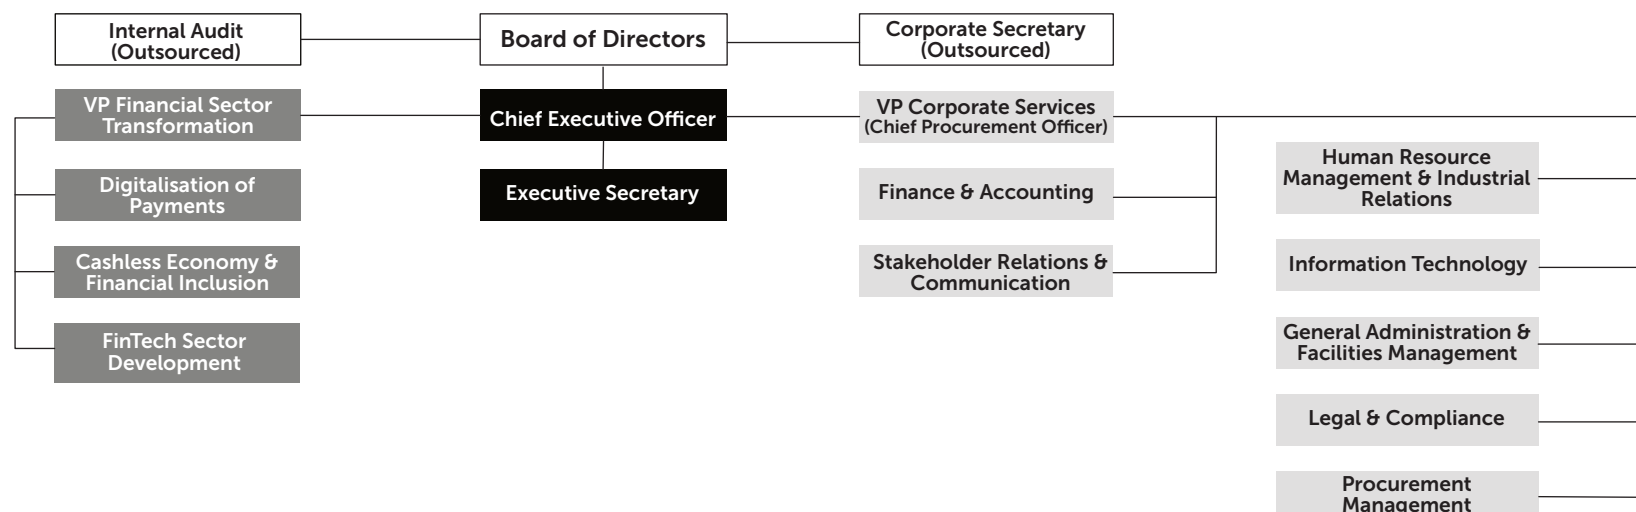 Internal Audit
(Outsourced)
Board of Directors
Corporate Secretary
(Outsourced)
VP Financial Sector
Transformation
Chief Executive Officer
VP Corporate Services
(Chief Procurement Officer)
Digitalisation of
Payments
Executive Secretary
Finance & Accounting
Human Resource
Management & Industrial
Relations
Cashless Economy &
Financial Inclusion
Stakeholder Relations &
Communication
Information Technology
FinTech Sector
Development
General Administration &
Facilities Management
Legal & Compliance
Procurement
Management